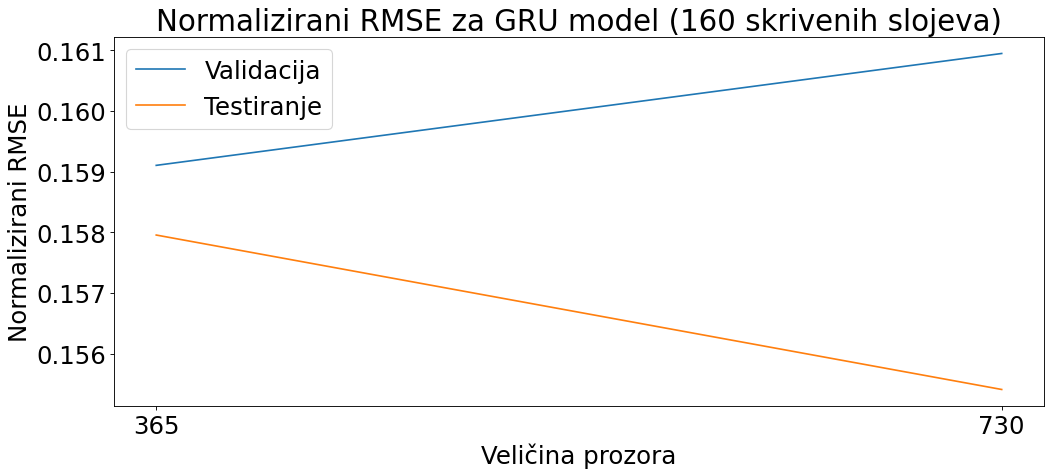 Normalizirani RMSE za GRU model (160 skrivenih slojeva)
Normalizirani RMSE
0.161
0.160
0.159
0.158
0.157
0.156
Validacija
Testiranje
365
730
Veličina prozora